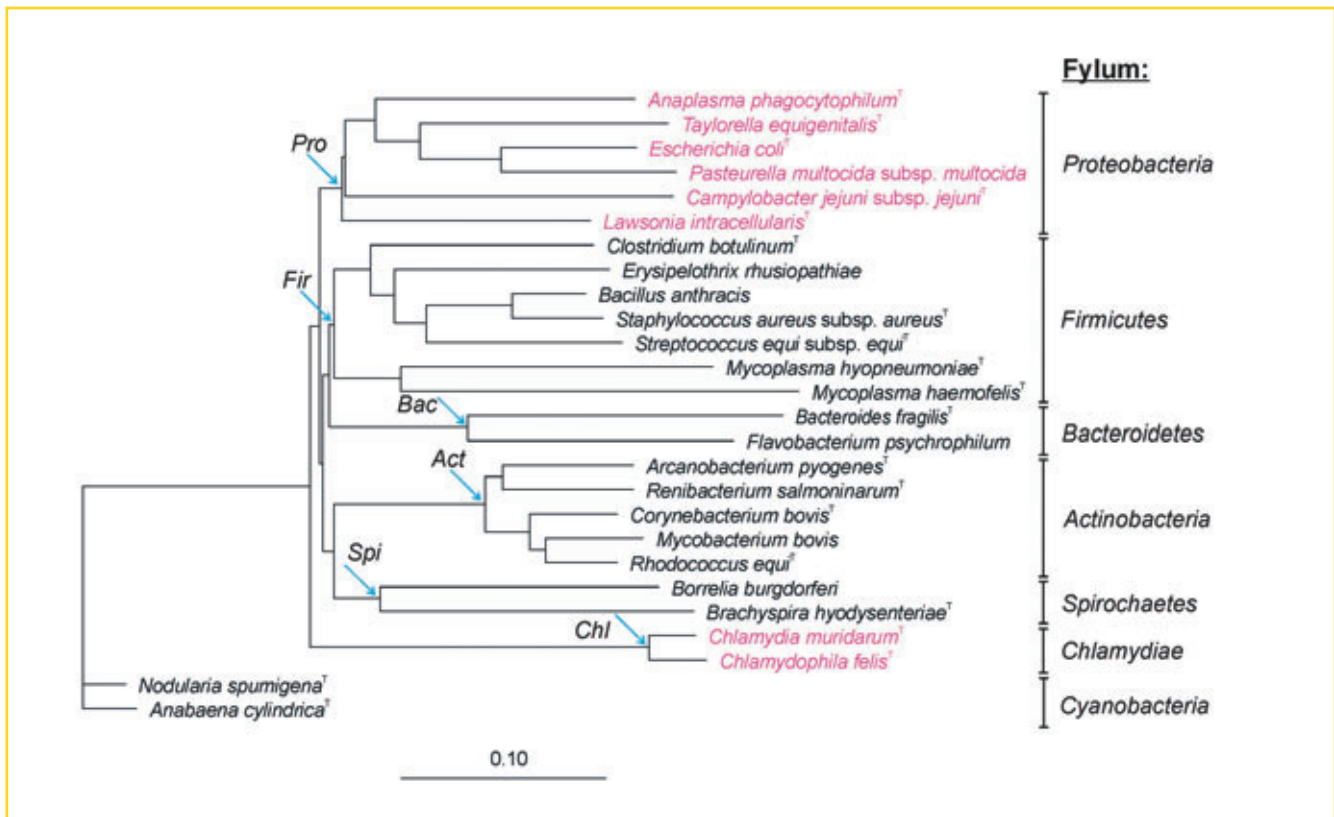 Fylum:
Anaplasma phagocytophilumᵀ
Taylorella equigenitalisᵀ
Pro
Escherichia coliᵀ
Pasteurella multocida subsp. multocida
Proteobacteria
Campylobacter jejuni subsp. jejuniᵀ
Lawsonia intracellularisᵀ
Clostridium botulinumᵀ
Erysipelothrix rhusiopathiae
Fir
Bacillus anthracis
Staphylococcus aureus subsp. aureusᵀ
Firmicutes
Streptococcus equi subsp. equiᵀ
Mycoplasma hyopneumoniaeᵀ
Mycoplasma haemofelisᵀ
Bac
Bacteroides fragilisᵀ
Flavobacterium psychrophilum
Bacteroidetes
Act
Arcanobacterium pyogenesᵀ
Renibacterium salmoninarumᵀ
Corynebacterium bovisᵀ
Actinobacteria
Mycobacterium bovis
Spi
Rhodococcus equiᵀ
Borrelia burgdorferi
Spirochaetes
Brachyspira hyodysenteriaeᵀ
Chl
Chlamydia muridarumᵀ
Chlamydiae
Chlamydophila felisᵀ
Nodularia spumigenaᵀ
Anabaena cylindricaᵀ
Cyanobacteria
0.10